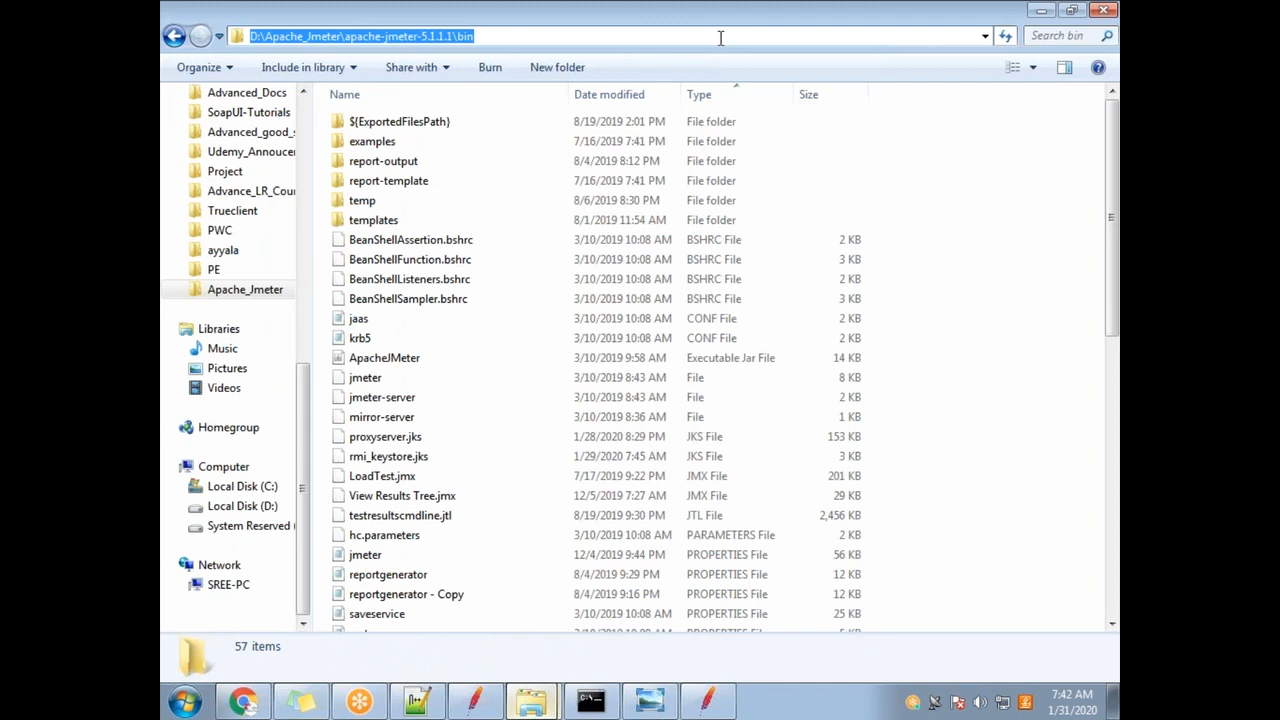 D:\Apache_Jmeter\apache-jmeter-5.1.1.1\bin
Search bin
Organize Include in library Share with Burn New folder
Name Date modified Type Size
Advanced_Docs
SoapUI-Tutorials
Advanced_good_s
Udemy_Annoucer
Project
Advance_LR_Cou
Trueclient
PWC
ayyala
PE
Apache_Jmeter
Libraries
Music
Pictures
Videos
Homegroup
Computer
Local Disk (C:)
Local Disk (D:)
System Reserved (
Network
SREE-PC
${ExportedFilesPath} 8/19/2019 2:01 PM File folder
examples 7/16/2019 7:41 PM File folder
report-output 8/4/2019 8:12 PM File folder
report-template 7/16/2019 7:41 PM File folder
temp 8/6/2019 8:30 PM File folder
templates 8/1/2019 11:54 AM File folder
BeanShellAssertion.bshrc 3/10/2019 10:08 AM BSHRC File 2 KB
BeanShellFunction.bshrc 3/10/2019 10:08 AM BSHRC File 3 KB
BeanShellListeners.bshrc 3/10/2019 10:08 AM BSHRC File 2 KB
BeanShellSampler.bshrc 3/10/2019 10:08 AM BSHRC File 3 KB
jaas 3/10/2019 10:08 AM CONF File 2 KB
krb5 3/10/2019 10:08 AM CONF File 2 KB
ApacheJMeter 3/10/2019 9:58 AM Executable Jar File 14 KB
jmeter 3/10/2019 8:43 AM File 8 KB
jmeter-server 3/10/2019 8:43 AM File 2 KB
mirror-server 3/10/2019 8:36 AM File 1 KB
proxyserver.jks 1/28/2020 8:29 PM JKS File 153 KB
rmi_keystore.jks 1/29/2020 7:45 AM JKS File 3 KB
LoadTest.jmx 7/17/2019 9:22 PM JMX File 201 KB
View Results Tree.jmx 12/5/2019 7:27 AM JMX File 29 KB
testresultscmdline.jtl 8/19/2019 9:30 PM JTL File 2,456 KB
hc.parameters 3/10/2019 10:08 AM PARAMETERS File 2 KB
jmeter 12/4/2019 9:44 PM PROPERTIES File 56 KB
reportgenerator 8/4/2019 9:29 PM PROPERTIES File 12 KB
reportgenerator - Copy 8/4/2019 9:16 PM PROPERTIES File 12 KB
saveservice 3/10/2019 10:08 AM PROPERTIES File 25 KB
57 items
7:42 AM
1/31/2020